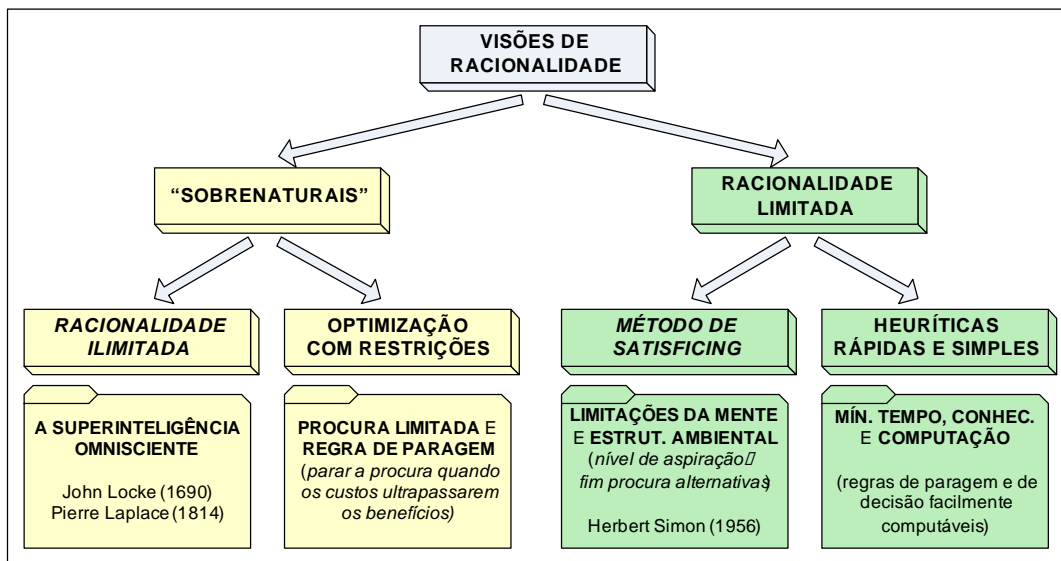 VISÕES DE
RACIONALIDADE
“SOBRENATURAIS”
RACIONALIDADE
LIMITADA
RACIONALIDADE
ILIMITADA
OPTIMIZAÇÃO
COM RESTRIÇÕES
MÉTODO DE
SATISFICING
HEURÍTICAS
RÁPIDAS E SIMPLES
A SUPERINTELIGÊNCIA
OMNISCIENTE
John Locke (1690)
Pierre Laplace (1814)
PROCURA LIMITADA E
REGRA DE PARAGEM
(parar a procura quando
os custos ultrapassarem
os benefícios)
LIMITAÇÕES DA MENTE
E ESTRUT. AMBIENTAL
(nível de aspiração
fim procura alternativas)
Herbert Simon (1956)
MÍN. TEMPO, CONHEC.
E COMPUTAÇÃO
(regras de paragem e de
decisão facilmente
computáveis)